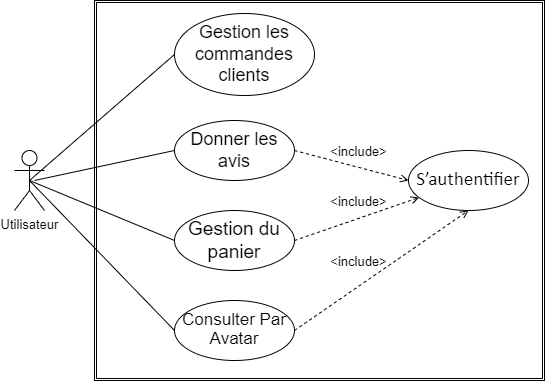 Gestion les
commandes
clients
Donner les
avis
<include>
S'authentifier
<include>
Utilisateur
Gestion du
panier
<include>
Consulter Par
Avatar